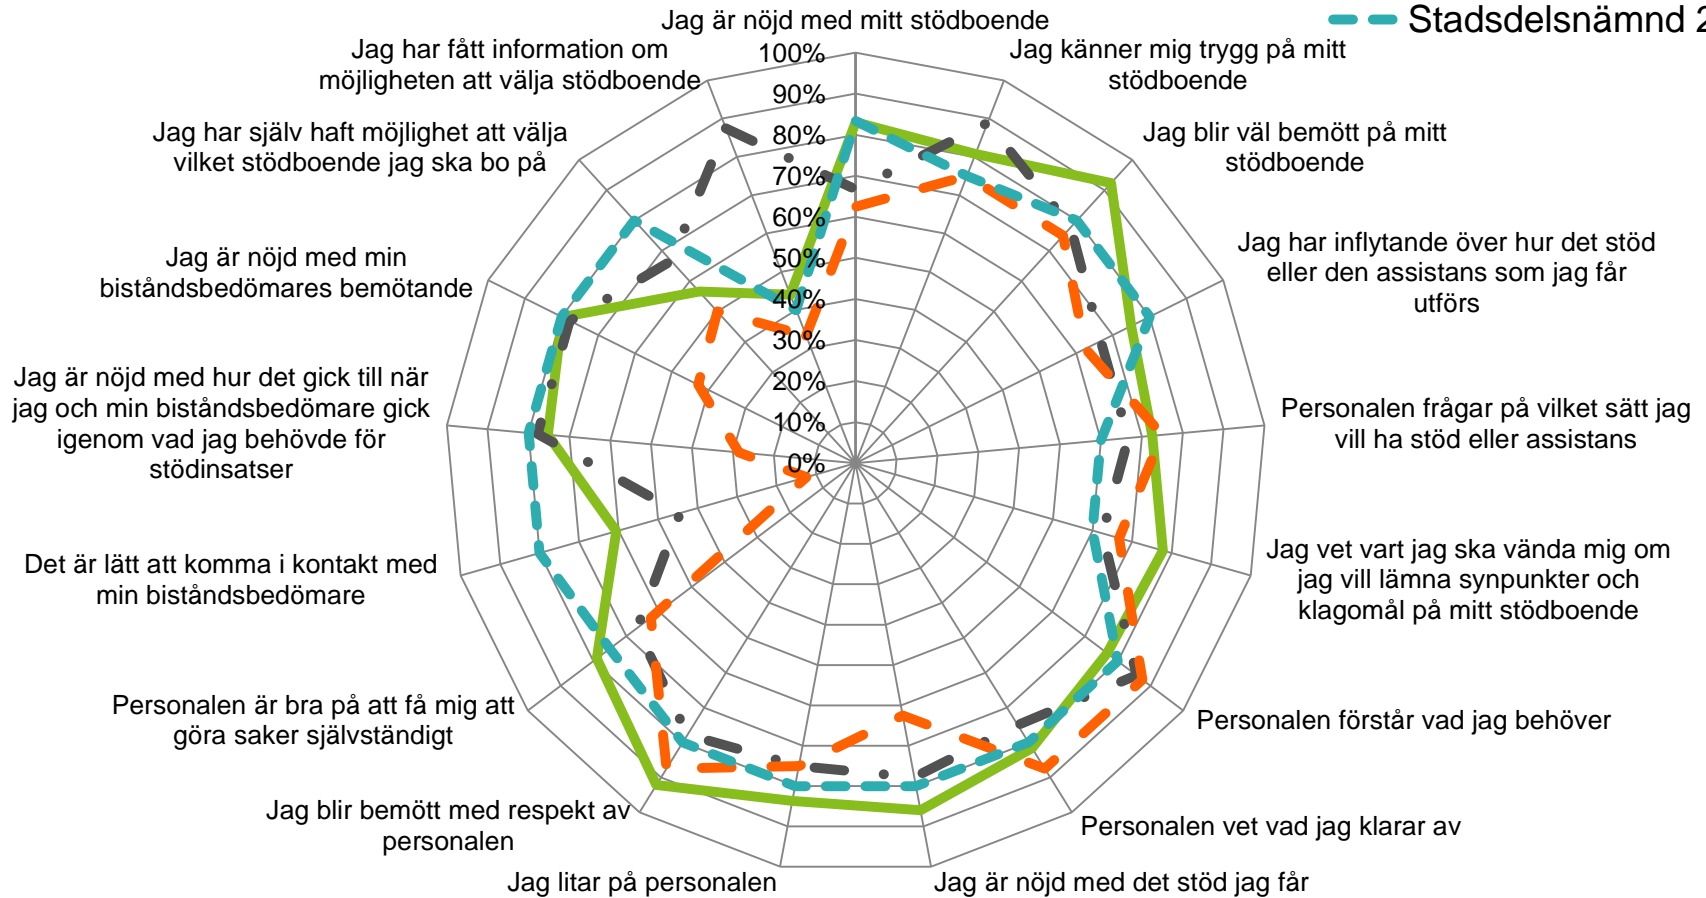 Jag är nöjd med mitt stödboende
Stadsdelsnämnd 2
Jag har fått information om
möjligheten att välja stödboende
Jag känner mig trygg på mitt
stödboende
Jag har själv haft möjlighet att välja
vilket stödboende jag ska bo på
Jag blir väl bemött på mitt
stödboende
Jag är nöjd med min
biståndsbedömares bemötande
Jag har inflytande över hur det stöd
eller den assistans som jag får
utförs
Jag är nöjd med hur det gick till när
jag och min biståndsbedömare gick
igenom vad jag behövde för
stödinsatser
Personalen frågar på vilket sätt jag
vill ha stöd eller assistans
Det är lätt att komma i kontakt med
min biståndsbedömare
Jag vet vart jag ska vända mig om
jag vill lämna synpunkter och
klagomål på mitt stödboende
Personalen är bra på att få mig att
göra saker självständigt
Personalen förstår vad jag behöver
Jag blir bemött med respekt av
personalen
Personalen vet vad jag klarar av
Jag litar på personalen
Jag är nöjd med det stöd jag får
100%
90%
80%
70%
60%
50%
40%
30%
20%
10%
0%